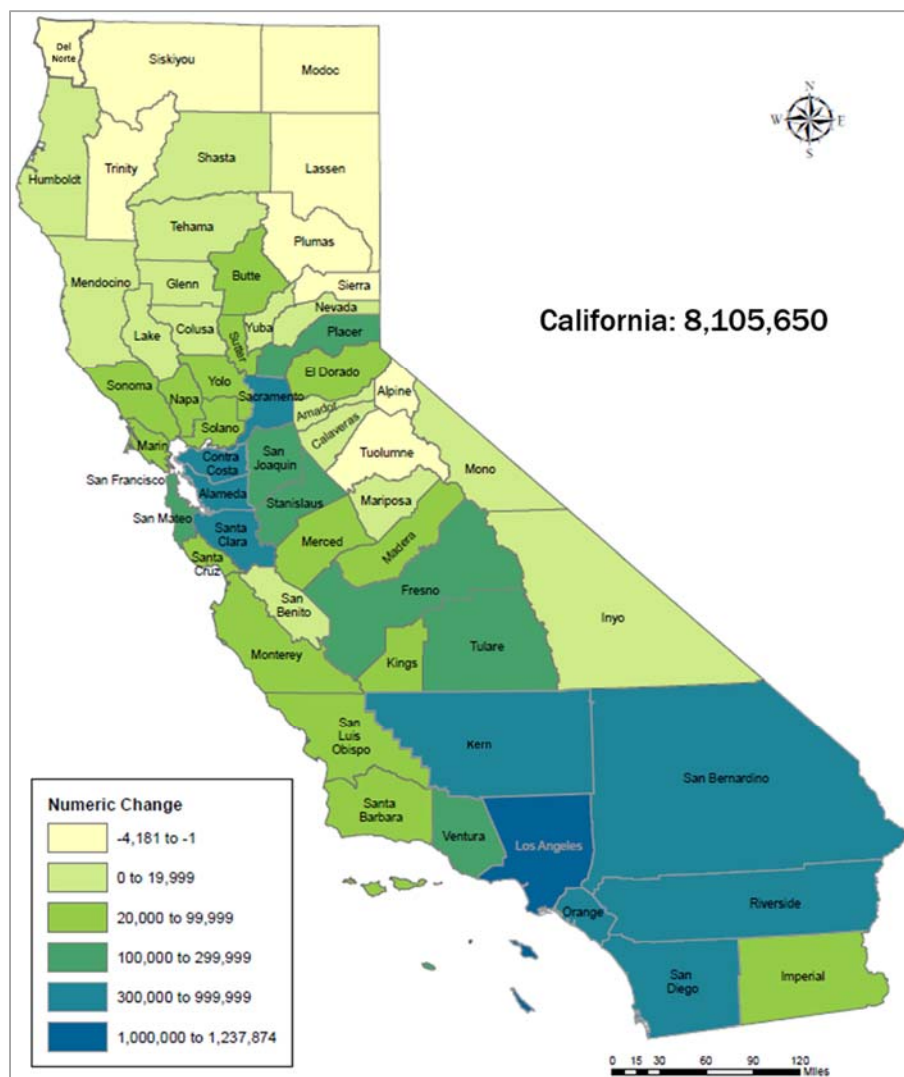 Del
Norte
Siskiyou
Modoc
N
W
E
S
Humboldt
Trinity
Shasta
Lassen
Tehama
Plumas
Butte
Mendocino
Glenn
Sierra
Nevada
Colusa
Yuba
Placer
Lake
Sutter
California: 8,105,650
Sonoma
Napa
Yolo
El Dorado
Sacramento
Alpine
Amador
Solano
Calaveras
Marin
Contra
Costa
San
Joaquin
Tuolumne
Mono
San Francisco
Alameda
Stanislaus
Mariposa
San Mateo
Santa
Clara
Merced
Madera
Santa
Cruz
San
Benito
Fresno
Inyo
Monterey
Kings
Tulare
San
Luis
Obispo
Kern
San Bernardino
Santa
Barbara
Ventura
Los Angeles
Orange
Riverside
San
Diego
Imperial
Numeric Change
-4,181 to -1
0 to 19,999
20,000 to 99,999
100,000 to 299,999
300,000 to 999,999
1,000,000 to 1,237,874
0 15 30 60 90 120
Miles